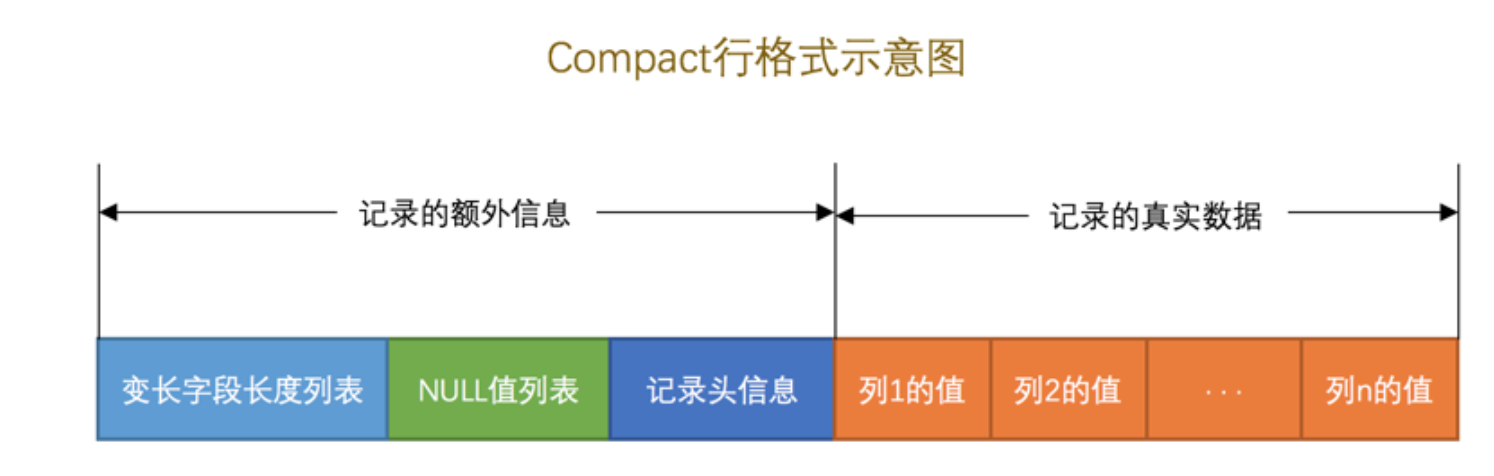 Compact行格式示意图
记录的额外信息
记录的真实数据
变长字段长度列表
NULL值列表
记录头信息
列1的值
列2的值
...
列n的值